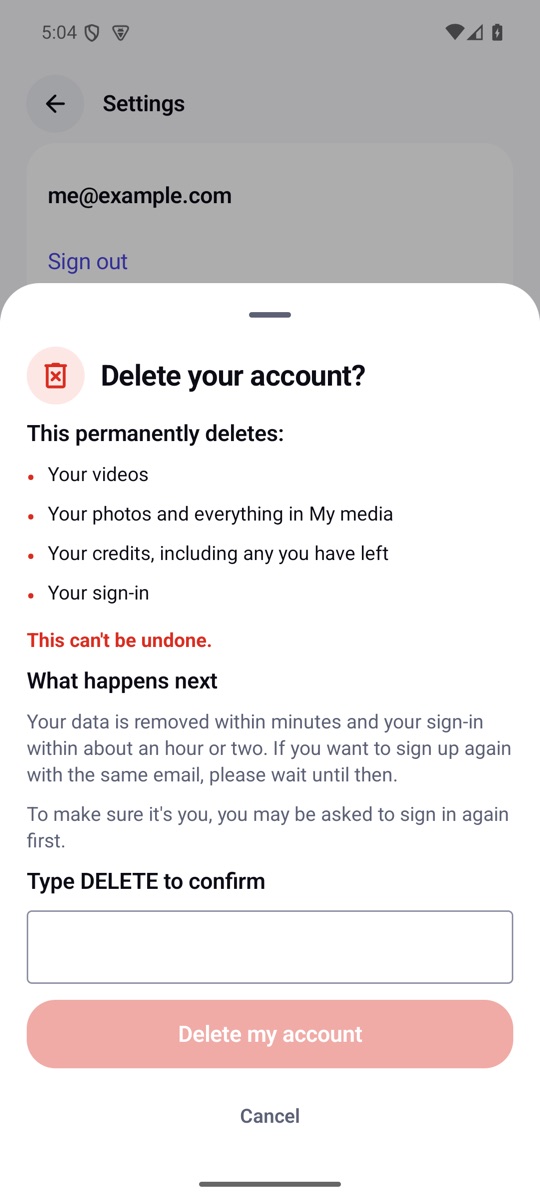 5:04
Settings
me@example.com
Sign out
Delete your account?
This permanently deletes:
• Your videos
• Your photos and everything in My media
• Your credits, including any you have left
• Your sign-in
This can't be undone.
What happens next
Your data is removed within minutes and your sign-in
within about an hour or two. If you want to sign up again
with the same email, please wait until then.
To make sure it's you, you may be asked to sign in again
first.
Type DELETE to confirm
Delete my account
Cancel